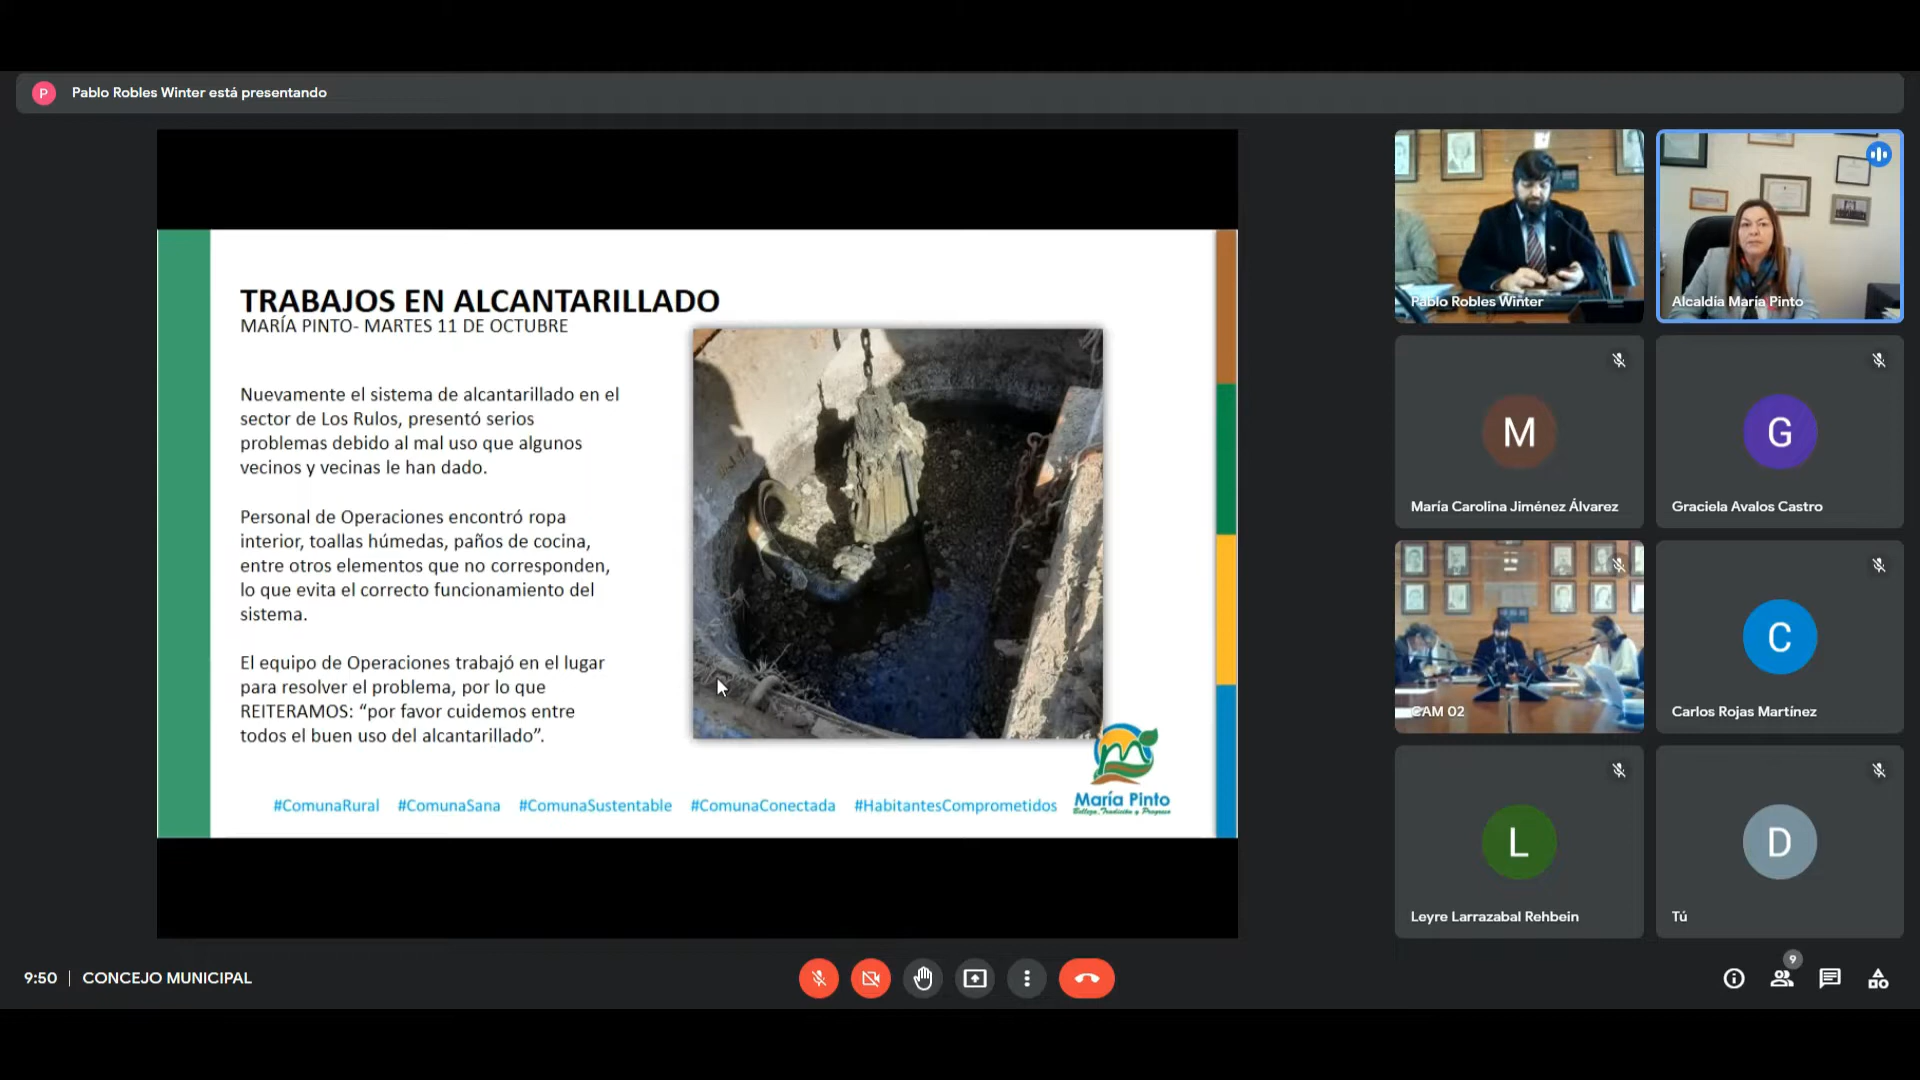 P Pablo Robles Winter está presentando
TRABAJOS EN ALCANTARILLADO
MARÍA PINTO- MARTES 11 DE OCTUBRE
Nuevamente el sistema de alcantarillado en el
sector de Los Rulos, presentó serios
problemas debido al mal uso que algunos
vecinos y vecinas le han dado.
Personal de Operaciones encontró ropa
interior, toallas húmedas, paños de cocina,
entre otros elementos que no corresponden,
lo que evita el correcto funcionamiento del
sistema.
El equipo de Operaciones trabajó en el lugar
para resolver el problema, por lo que
REITERAMOS: “por favor cuidemos entre
todos el buen uso del alcantarillado”.
#ComunaRural #ComunaSana #ComunaSustentable #ComunaConectada #HabitantesComprometidos
María Pinto
Belleza, Tradición y Progreso
Pablo Robles Winter
Alcaldía María Pinto
M
María Carolina Jiménez Álvarez
G
Graciela Avalos Castro
CAM 02
C
Carlos Rojas Martínez
L
Leyre Larrazabal Rehbein
D
Tú
9:50 | CONCEJO MUNICIPAL
9